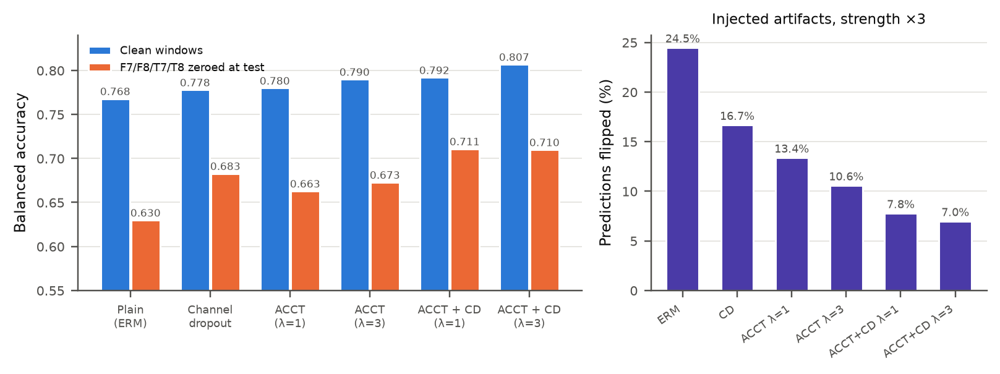 Clean windows
F7/F8/T7/T8 zeroed at test
Balanced accuracy
0.80
0.75
0.70
0.65
0.60
0.55
0.768
0.630
0.778
0.683
0.780
0.663
0.790
0.673
0.792
0.711
0.807
0.710
Plain
(ERM)
Channel
dropout
ACCT
(λ=1)
ACCT
(λ=3)
ACCT + CD
(λ=1)
ACCT + CD
(λ=3)
Injected artifacts, strength ×3
Predictions flipped (%)
25
20
15
10
5
0
24.5%
16.7%
13.4%
10.6%
7.8%
7.0%
ERM
CD
ACCT λ=1
ACCT λ=3
ACCT+CD λ=1
ACCT+CD λ=3